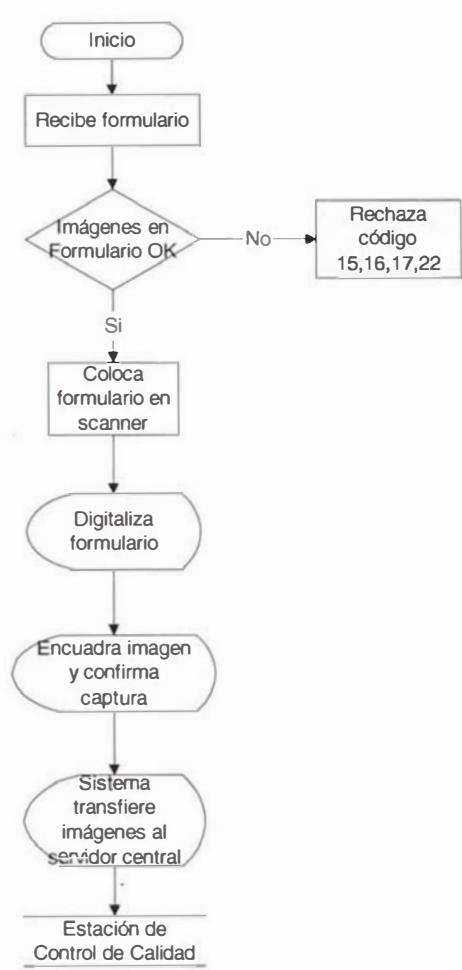 Inicio
Recibe formulario
Imágenes en
Formulario OK
No
Rechaza
código
15,16,17,22
Si
Coloca
formulario en
scanner
Digitaliza
formulario
Encuadra imagen
y confirma
captura
Sistema
transfiere
imágenes al
servidor central
Estación de
Control de Calidad